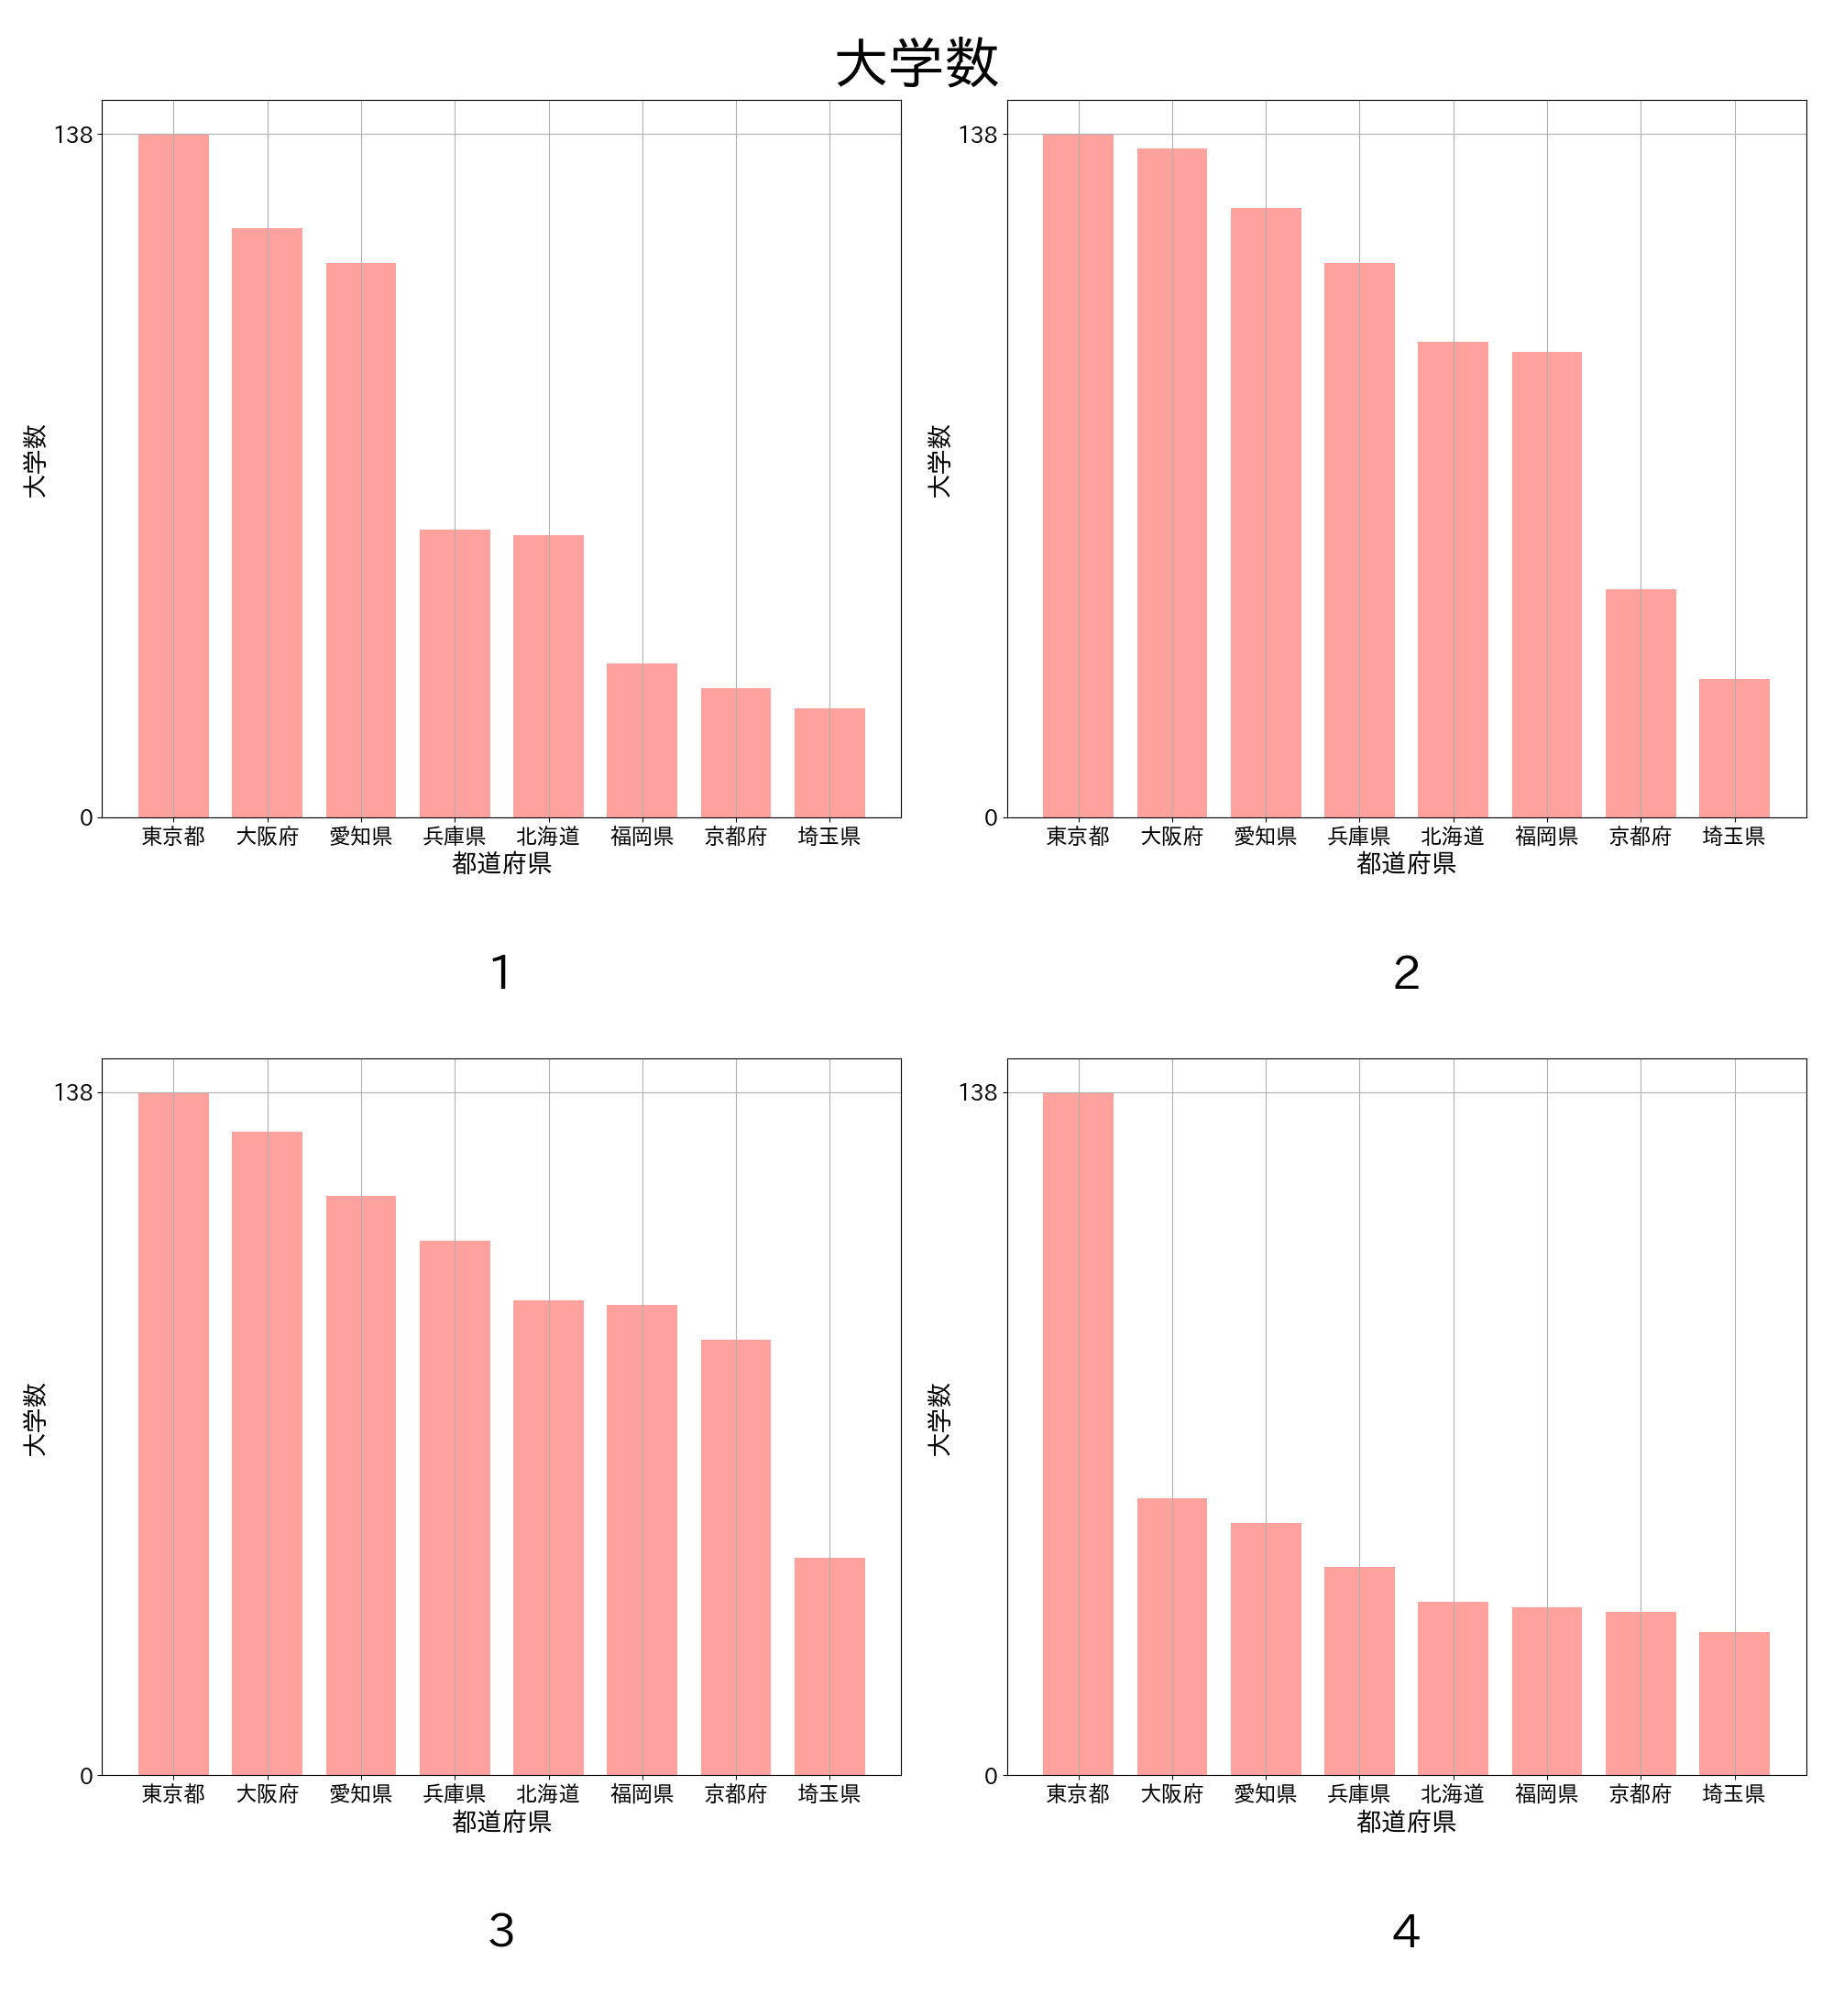 大学数
138
0
大学数
東京都 大阪府 愛知県 兵庫県 北海道 福岡県 京都府 埼玉県
都道府県
1
138
0
大学数
東京都 大阪府 愛知県 兵庫県 北海道 福岡県 京都府 埼玉県
都道府県
2
138
0
大学数
東京都 大阪府 愛知県 兵庫県 北海道 福岡県 京都府 埼玉県
都道府県
3
138
0
大学数
東京都 大阪府 愛知県 兵庫県 北海道 福岡県 京都府 埼玉県
都道府県
4